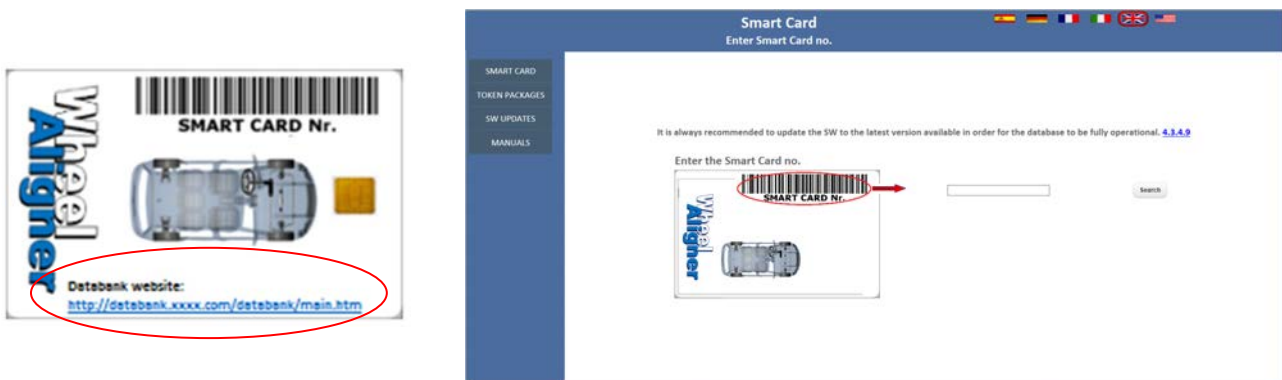 Wheel
Aligner
SMART CARD Nr.
Databank website:
http://databank.xxxx.com/databank/main.htm
Smart Card
Enter Smart Card no.
SMART CARD
TOKEN PACKAGES
SW UPDATES
MANUALS
It is always recommended to update the SW to the latest version available in order for the database to be fully operational. 4.3.4.9
Enter the Smart Card no.
SMART CARD Nr.
Wheel
Aligner
Search